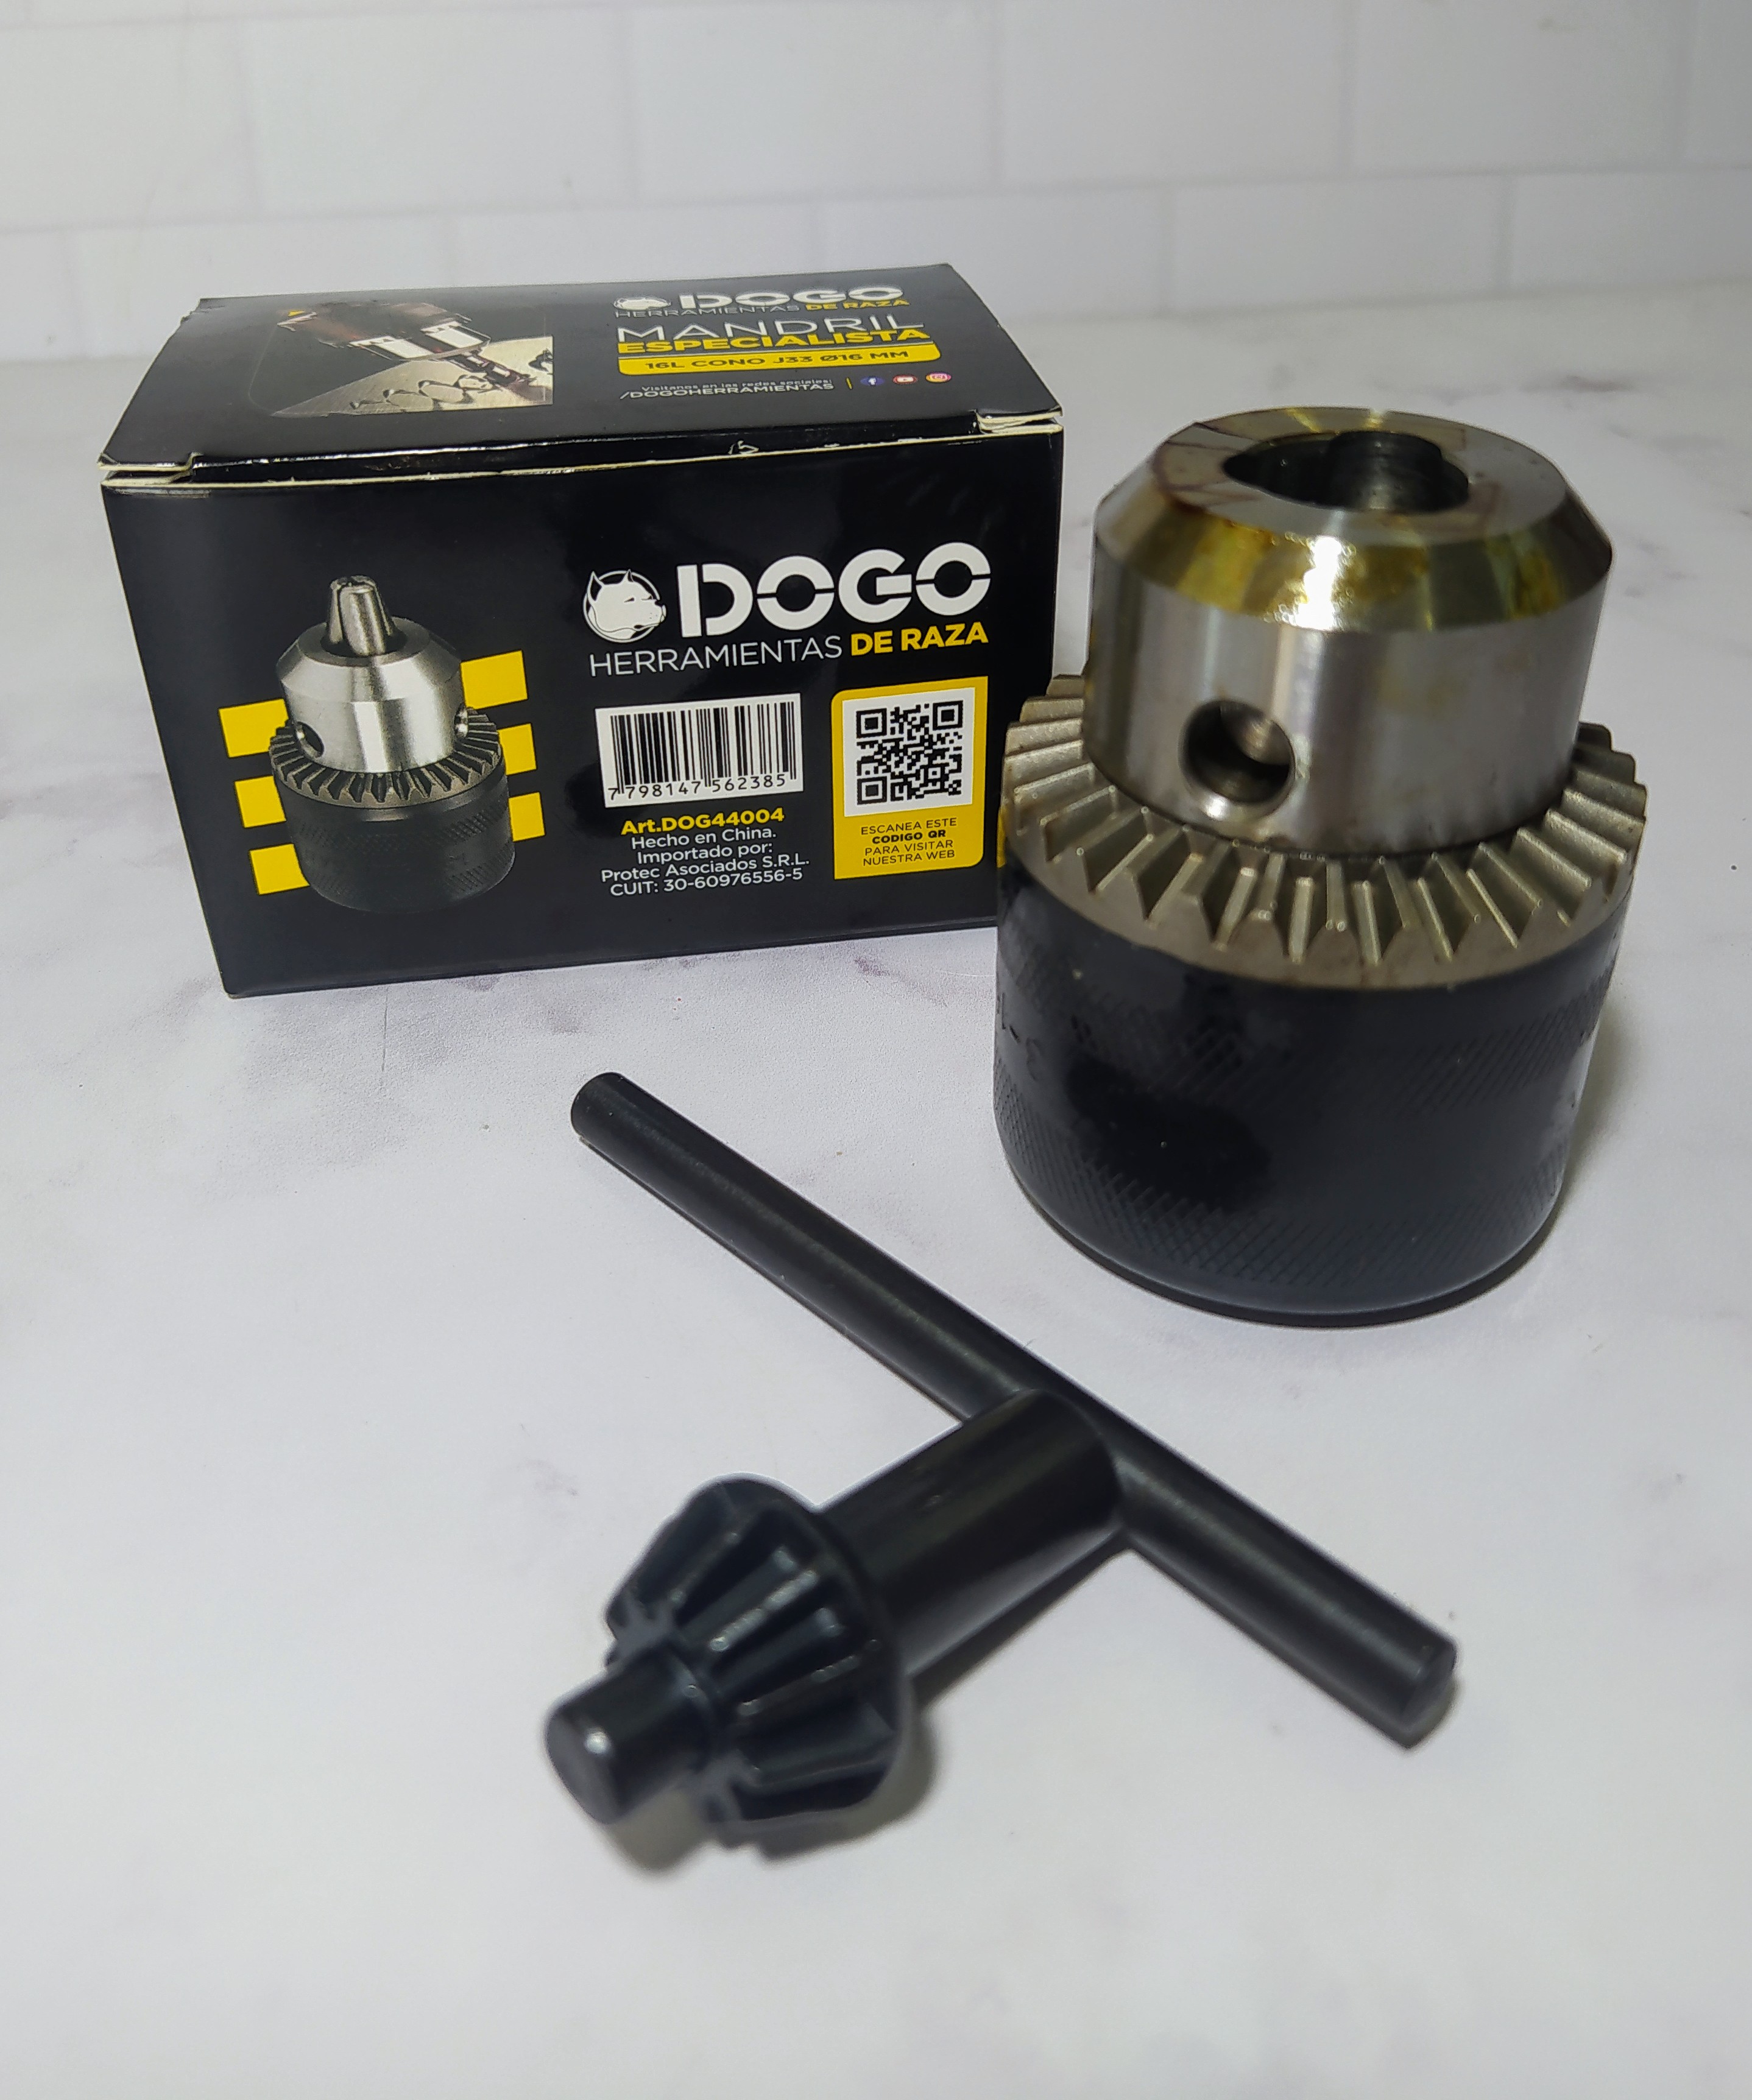 DOGO
HERRAMIENTAS DE RAZA
MANDRIL
ESPECIALISTA
16L CONO J33 Ø16 MM
Visitanos en las redes sociales:
/DOGOHERRAMIENTAS
DOGO
HERRAMIENTAS DE RAZA
7 798147 562385
Art.DOG44004
Hecho en China.
Importado por:
Protec Asociados S.R.L.
CUIT: 30-60976556-5
ESCANEA ESTE
CODIGO QR
PARA VISITAR
NUESTRA WEB